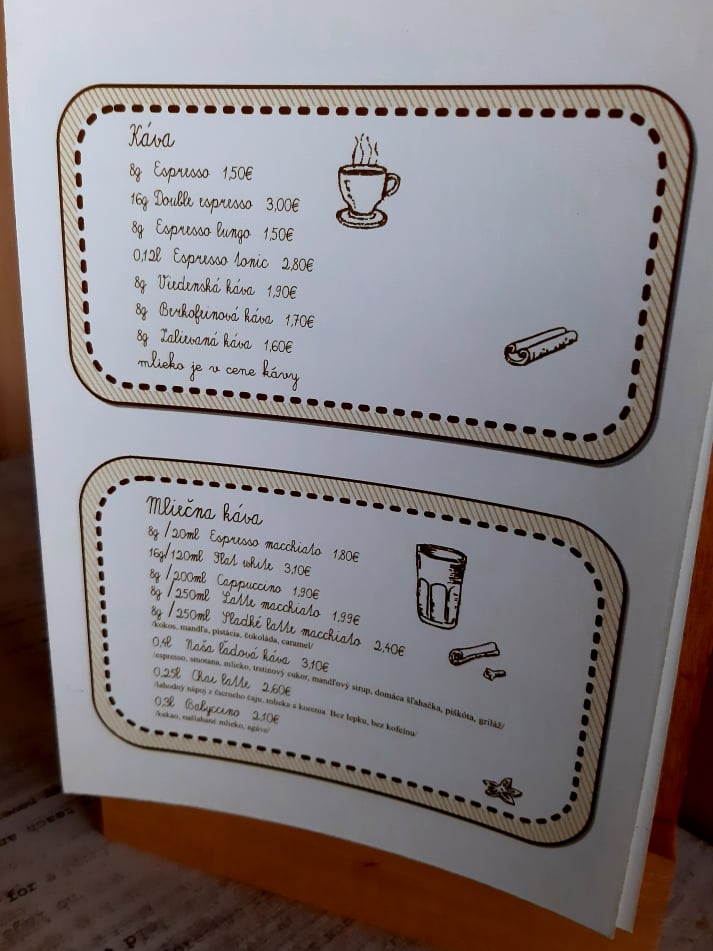 Káva
8g Espresso 1,50€
16g Double espresso 3,00€
8g Espresso lungo 1,50€
0,12l Espresso tonic 2,80€
8g Viedenská káva 1,90€
8g Bezkofeinová káva 1,70€
8g Zalievaná káva 1,60€
mlieko je v cene kávy
Mliečna káva
8g /20ml Espresso macchiato 1,80€
16g/120ml Flat white 3,10€
8g /200ml Cappuccino 1,90€
8g /250ml Latte macchiato 1,99€
8g /250ml Sladké latte macchiato 2,40€
/kokos, mandľa, pistácia, čokoláda, caramel/
0,4l Naša ľadová káva 3,10€
/espresso, smotana, mlieko, trstinový cukor, mandľový sirup, domáca šľahačka, piškóta, griláž/
0,25l Chai latte 2,60€
/lahodný nápoj z čierneho čaju, mlieka a korenia. Bez lepku, bez kofeínu/
0,3l Babyccino 2,10€
/kakao, našľahané mlieko, agáve/